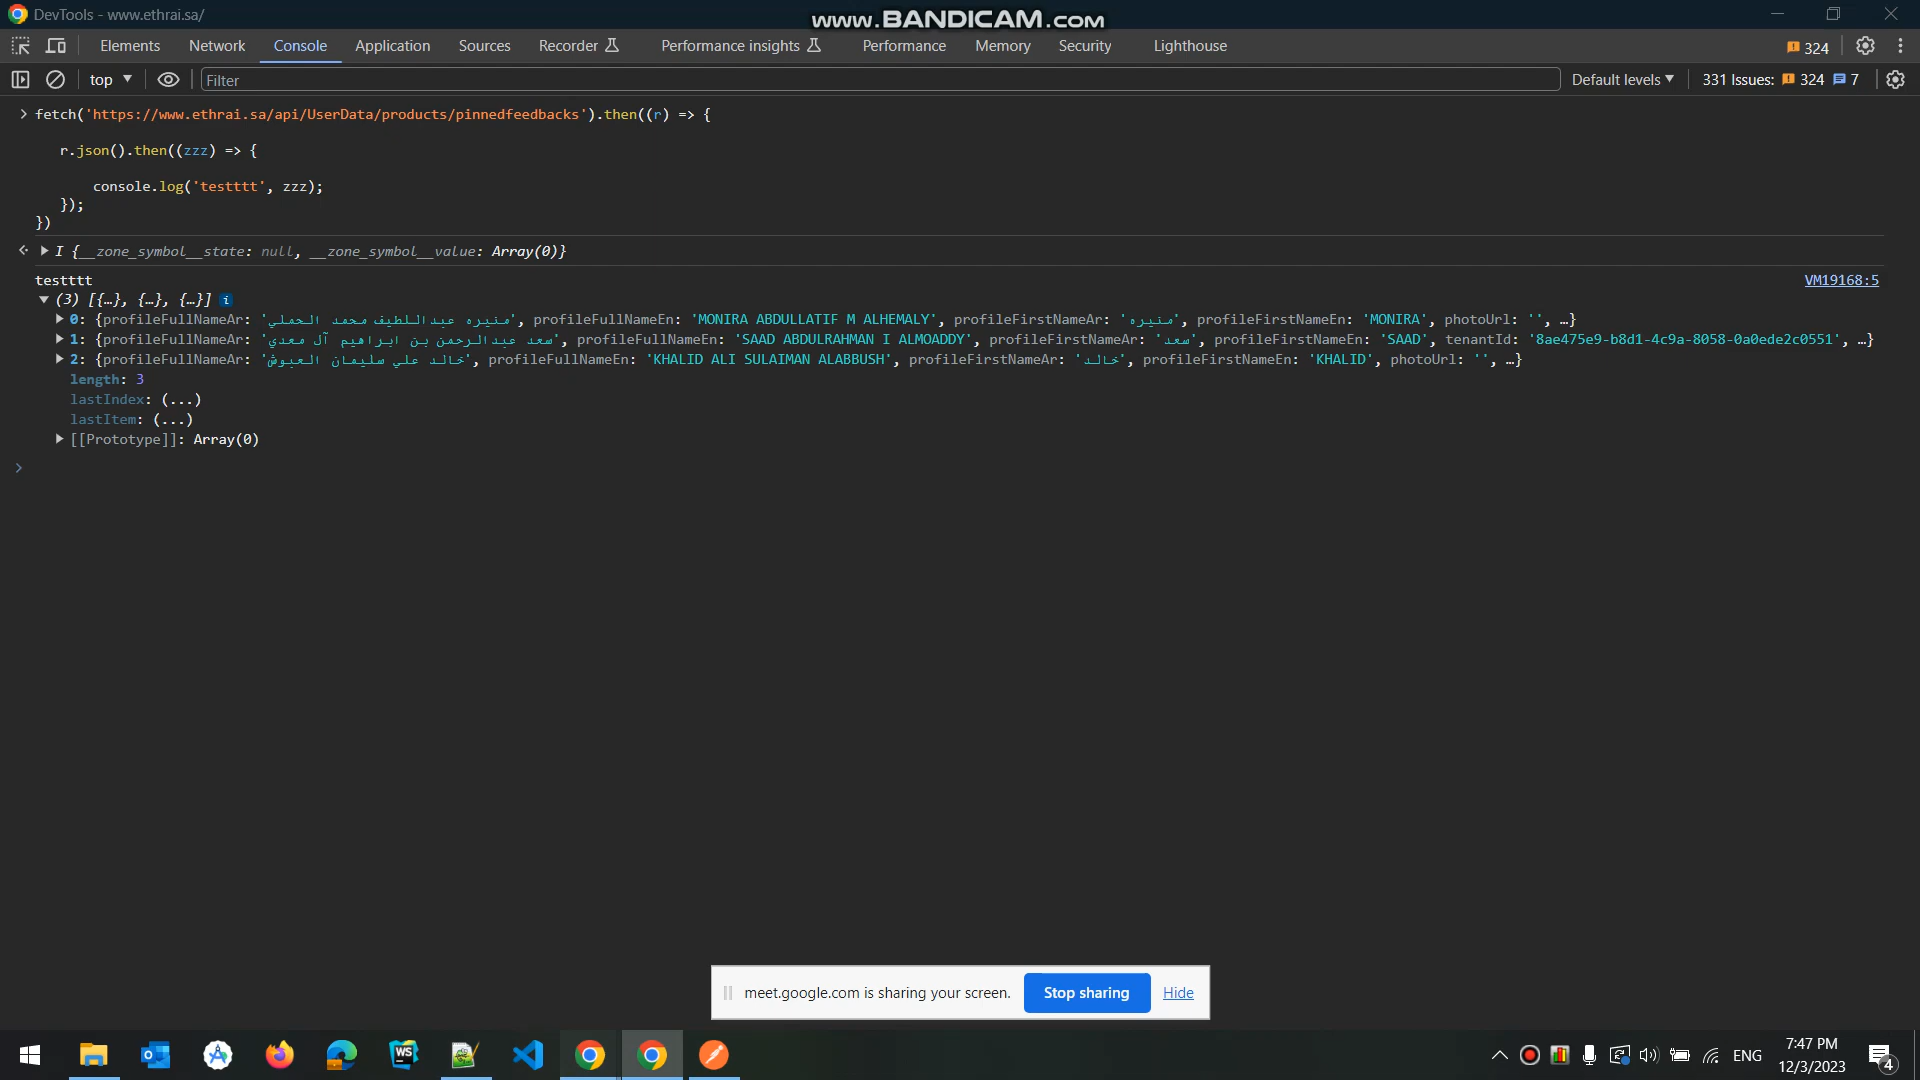 DevTools - www.ethrai.sa/
www.BANDICAM.com
Elements Network Console Application Sources Recorder Performance insights Performance Memory Security Lighthouse 324
top Filter Default levels 331 Issues: 324 7
fetch('https://www.ethrai.sa/api/UserData/products/pinnedfeedbacks').then((r) => {
r.json().then((zzz) => {
console.log('testttt', zzz);
});
})
I {__zone_symbol__state: null, __zone_symbol__value: Array(0)}
testttt VM19168:5
(3) [{…}, {…}, {…}] i
0: {profileFullNameAr: 'منيره عبداللطيف محمد الحملي', profileFullNameEn: 'MONIRA ABDULLATIF M ALHEMALY', profileFirstNameAr: 'منيره', profileFirstNameEn: 'MONIRA', photoUrl: '', …}
1: {profileFullNameAr: 'سعد عبدالرحمن بن ابراهيم آل معدي', profileFullNameEn: 'SAAD ABDULRAHMAN I ALMOADDY', profileFirstNameAr: 'سعد', profileFirstNameEn: 'SAAD', tenantId: '8ae475e9-b8d1-4c9a-8058-0a0ede2c0551', …}
2: {profileFullNameAr: 'خالد علي سليمان العبوش', profileFullNameEn: 'KHALID ALI SULAIMAN ALABBUSH', profileFirstNameAr: 'خالد', profileFirstNameEn: 'KHALID', photoUrl: '', …}
length: 3
lastIndex: (...)
lastItem: (...)
[[Prototype]]: Array(0)
meet.google.com is sharing your screen. Stop sharing Hide
WS ENG 7:47 PM 4
12/3/2023